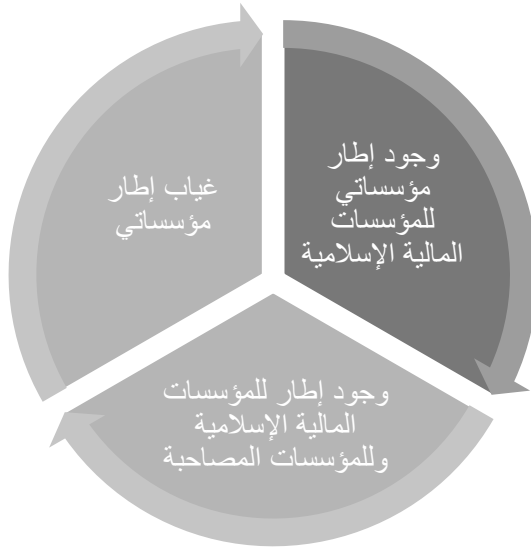 وجود إطار
مؤسساتي
للمؤسسات
المالية الإسلامية
وجود إطار للمؤسسات
المالية الإسلامية
وللمؤسسات المصاحبة
غياب إطار
مؤسساتي